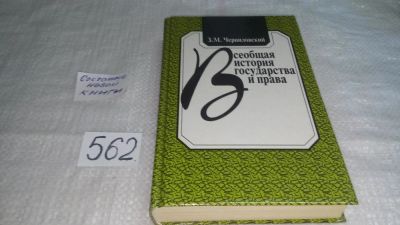 З.М. Черниловский
Всеобщая
история
государства
и права
Состояние
новой
книги
562